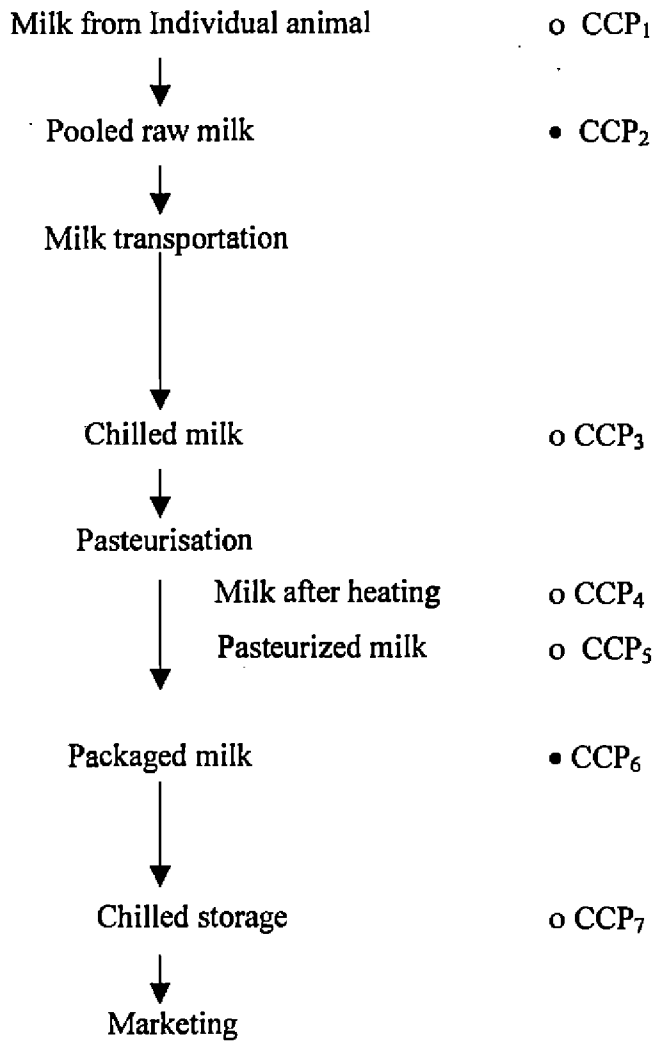 Milk from Individual animal o CCP₁
Pooled raw milk • CCP₂
Milk transportation
Chilled milk o CCP₃
Pasteurisation
Milk after heating o CCP₄
Pasteurized milk o CCP₅
Packaged milk • CCP₆
Chilled storage o CCP₇
Marketing